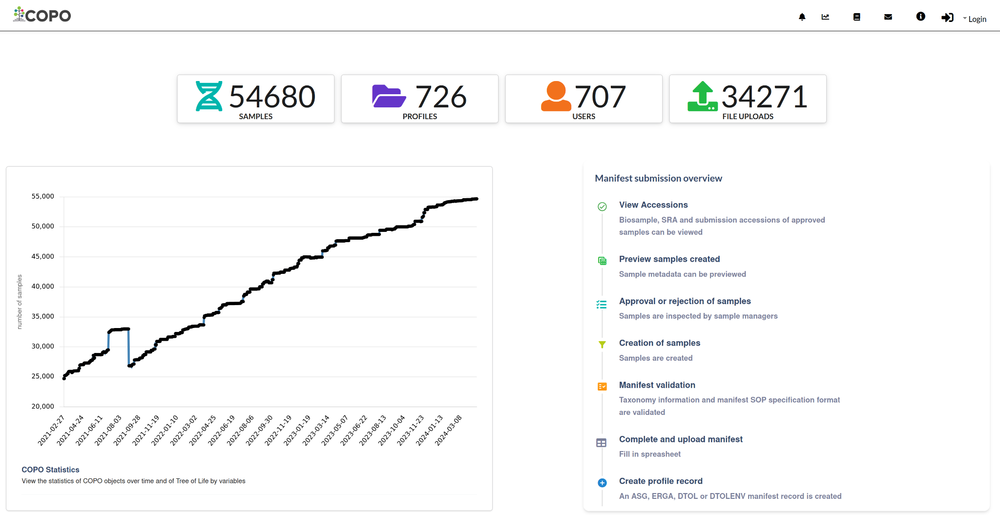 COPO
Login
54680
SAMPLES
726
PROFILES
707
USERS
34271
FILE UPLOADS
55,000
50,000
45,000
40,000
35,000
30,000
25,000
20,000
number of samples
2021-02-27
2021-04-24
2021-06-11
2021-08-03
2021-09-28
2021-11-19
2022-01-10
2022-03-02
2022-04-25
2022-06-19
2022-08-06
2022-09-30
2022-11-19
2023-01-19
2023-03-14
2023-05-07
2023-06-22
2023-08-13
2023-10-04
2023-11-23
2024-01-13
2024-03-08
COPO Statistics
View the statistics of COPO objects over time and of Tree of Life by variables
Manifest submission overview
View Accessions
Biosample, SRA and submission accessions of approved
samples can be viewed
Preview samples created
Sample metadata can be previewed
Approval or rejection of samples
Samples are inspected by sample managers
Creation of samples
Samples are created
Manifest validation
Taxonomy information and manifest SOP specification format
are validated
Complete and upload manifest
Fill in spreasheet
Create profile record
An ASG, ERGA, DTOL or DTOLENV manifest record is created